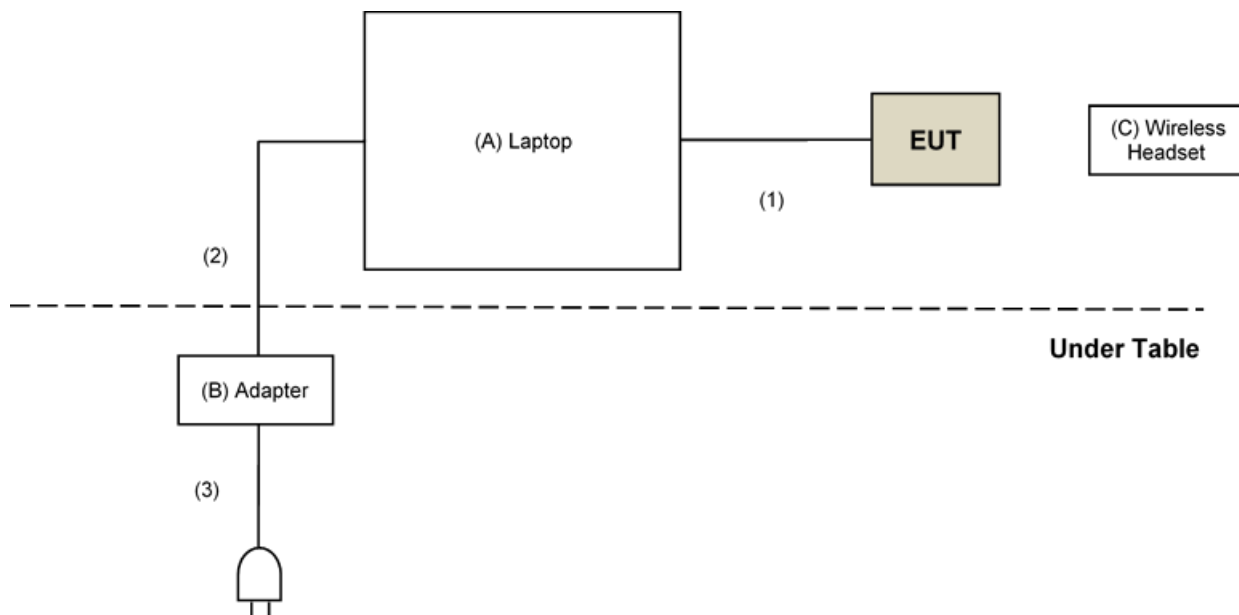 (A) Laptop
EUT
(C) Wireless
Headset
(1)
(2)
Under Table
(B) Adapter
(3)